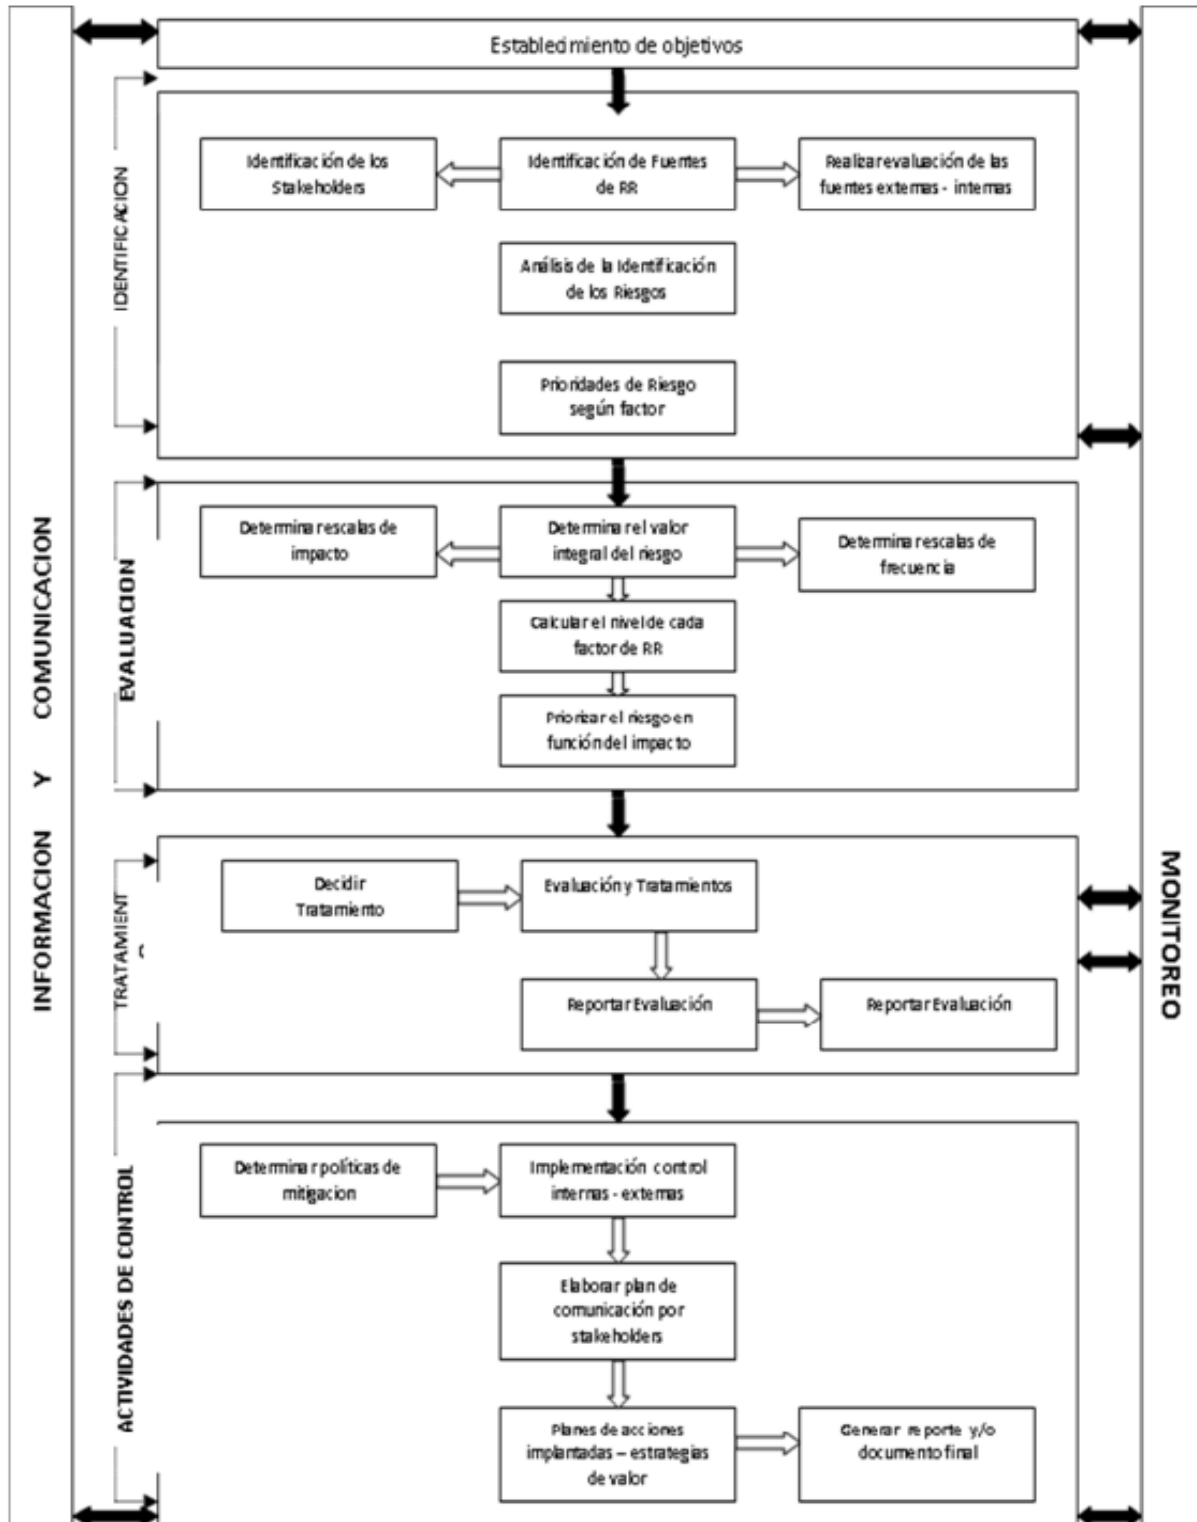 Establecimiento de objetivos
IDENTIFICACION
Identificación de los
Stakeholders
Identificación de Fuentes
de RR
Realizar evaluación de las
fuentes externas - internas
Análisis de la Identificación
de los Riesgos
Prioridades de Riesgo
según factor
EVALUACION
Determinar escalas de
impacto
Determinar el valor
integral del riesgo
Determinar escalas de
frecuencia
Calcular el nivel de cada
factor de RR
Priorizar el riesgo en
función del impacto
TRATAMIENT
Decidir
Tratamiento
Evaluación y Tratamientos
Reportar Evaluación
Reportar Evaluación
ACTIVIDADES DE CONTROL
Determinar políticas de
mitigacion
Implementación control
internas - externas
Elaborar plan de
comunicación por
stakeholders
Planes de acciones
implantadas – estrategias
de valor
Generar reporte y/o
documento final
INFORMACION Y COMUNICACION
MONITOREO